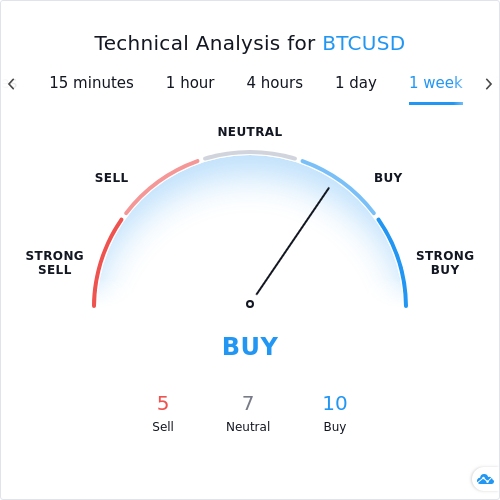 Technical Analysis for BTCUSD
15 minutes 1 hour 4 hours 1 day 1 week
NEUTRAL
SELL BUY
STRONG SELL
STRONG BUY
BUY
5 7 10
Sell Neutral Buy